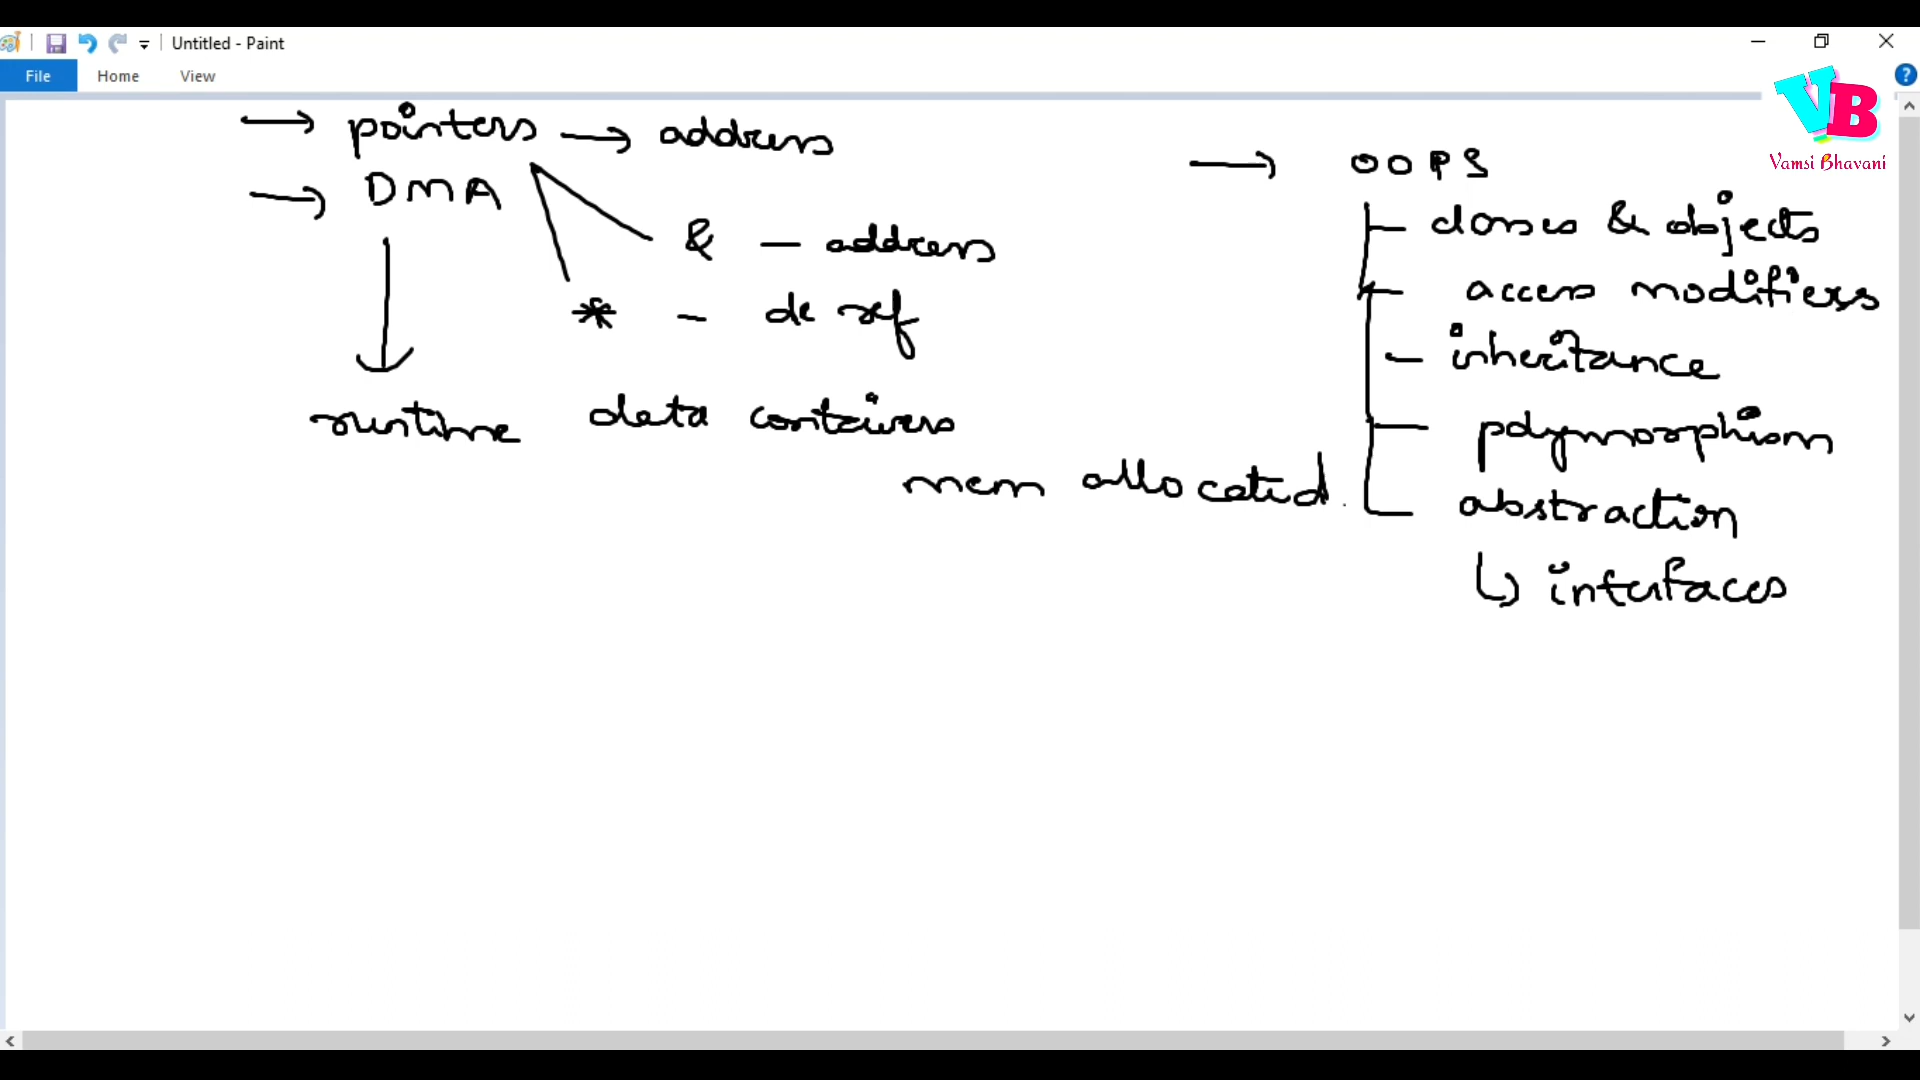 Untitled - Paint
File Home View
VB
Vamsi Bhavani
→ pointers → address
→ DMA
& - address
* - de ref
runtime data containers
mem allocated.
→ OOPS
classes & objects
access modifiers
inheritance
polymorphism
abstraction
↳ interfaces